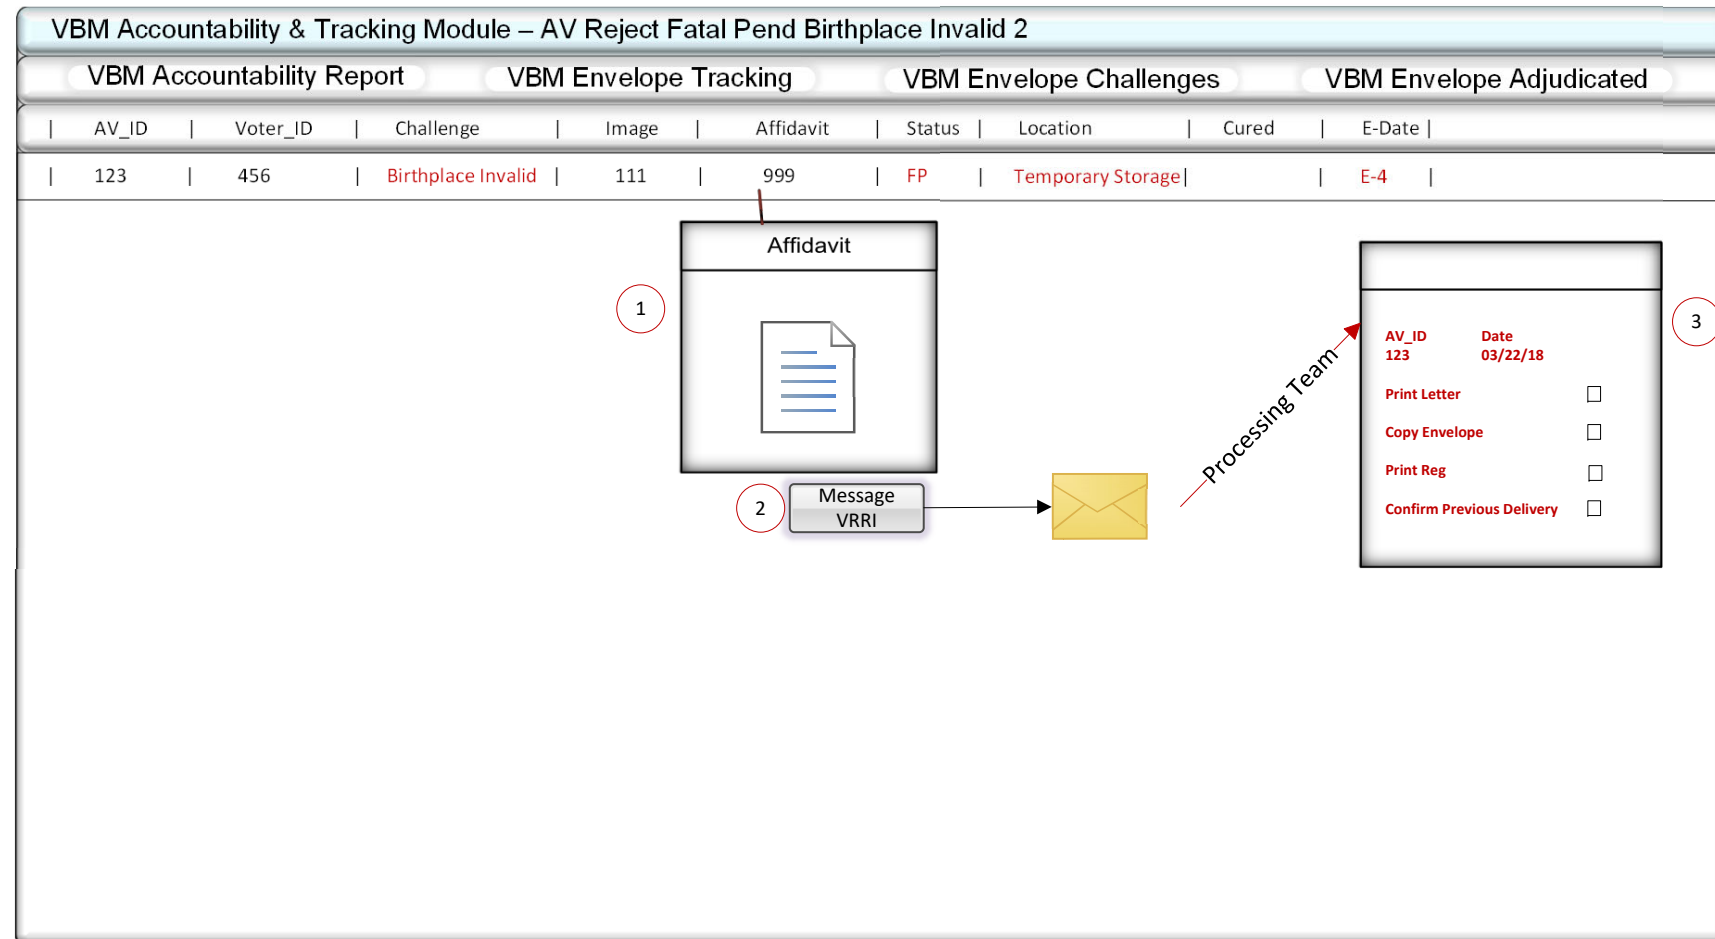 VBM Accountability & Tracking Module – AV Reject Fatal Pend Birthplace Invalid 2
VBM Accountability Report VBM Envelope Tracking VBM Envelope Challenges VBM Envelope Adjudicated
| AV_ID | Voter_ID | Challenge | Image | Affidavit | Status | Location | Cured | E-Date |
| 123 | 456 | Birthplace Invalid | 111 | 999 | FP | Temporary Storage | | E-4 |
Affidavit
1
2
Message
VRRI
Processing Team
3
AV_ID Date
123 03/22/18
Print Letter
Copy Envelope
Print Reg
Confirm Previous Delivery